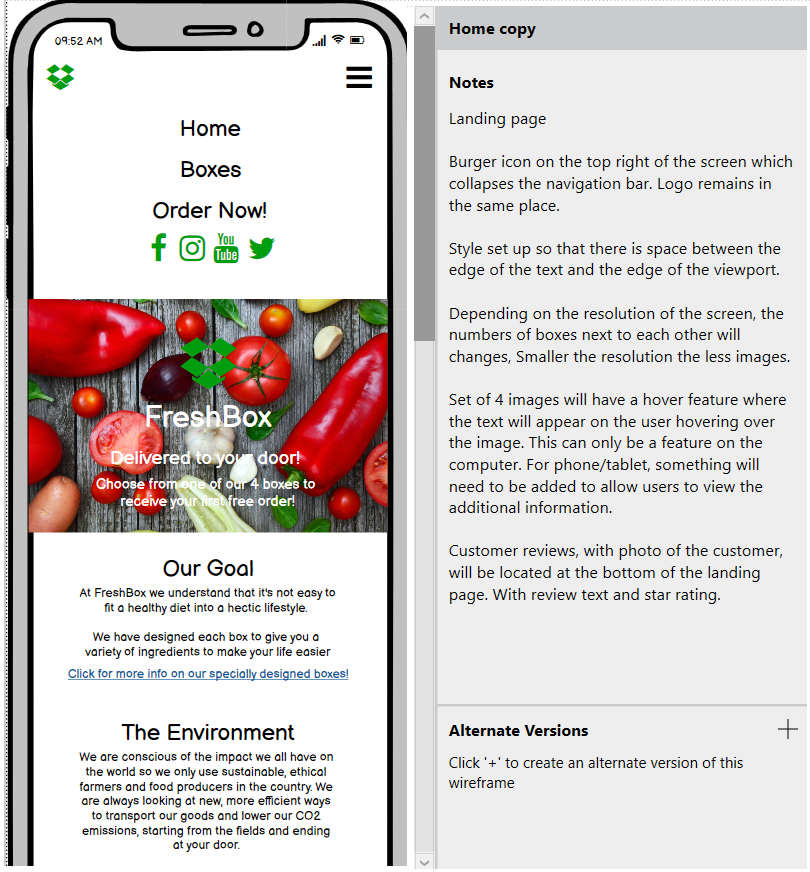 09:52 AM
Home
Boxes
Order Now!
You
Tube
FreshBox
Delivered to your door!
Choose from one of our 4 boxes to
receive your first free order!
Our Goal
At FreshBox we understand that it's not easy to
fit a healthy diet into a hectic lifestyle.
We have designed each box to give you a
variety of ingredients to make your life easier
Click for more info on our specially designed boxes!
The Environment
We are conscious of the impact we all have on
the world so we only use sustainable, ethical
farmers and food producers in the country. We
are always looking at new, more efficient ways
to transport our goods and lower our CO2
emissions, starting from the fields and ending
at your door.
Home copy
Notes
Landing page
Burger icon on the top right of the screen which
collapses the navigation bar. Logo remains in
the same place.
Style set up so that there is space between the
edge of the text and the edge of the viewport.
Depending on the resolution of the screen, the
numbers of boxes next to each other will
changes, Smaller the resolution the less images.
Set of 4 images will have a hover feature where
the text will appear on the user hovering over
the image. This can only be a feature on the
computer. For phone/tablet, something will
need to be added to allow users to view the
additional information.
Customer reviews, with photo of the customer,
will be located at the bottom of the landing
page. With review text and star rating.
Alternate Versions
Click '+' to create an alternate version of this
wireframe